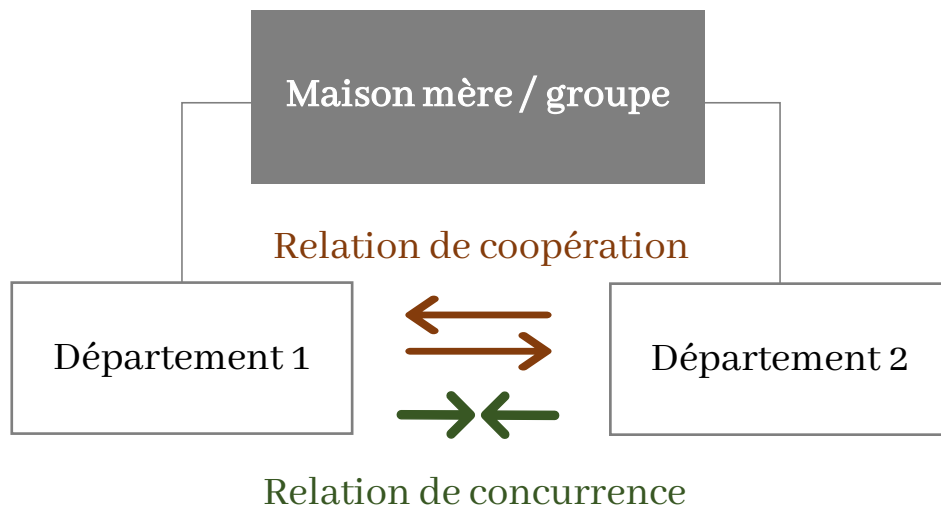 Maison mère / groupe
Relation de coopération
Département 1
Département 2
Relation de concurrence